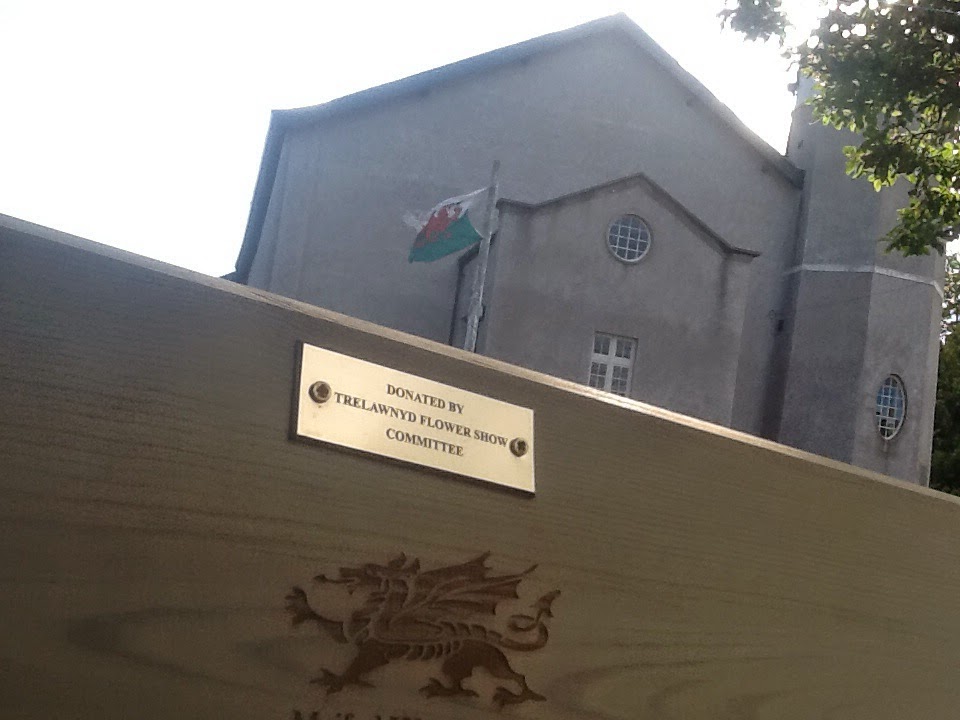 DONATED BY
TRELAWNYD FLOWER SHOW
COMMITTEE